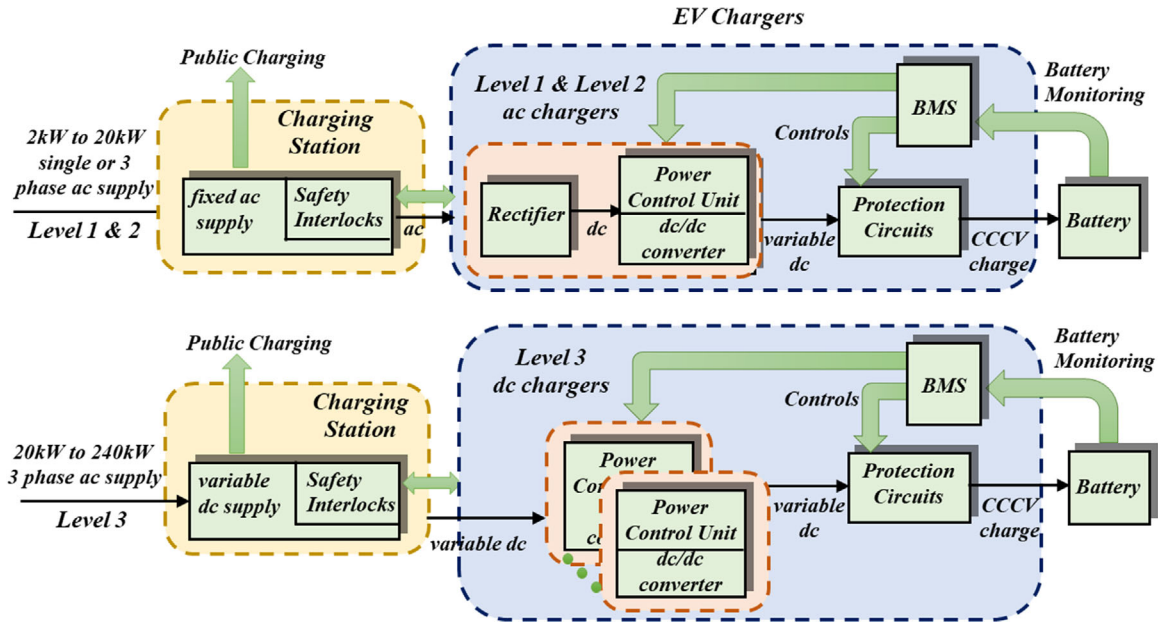 EV Chargers
Public Charging
Charging
Station
2kW to 20kW
single or 3
phase ac supply
Level 1 & 2
fixed ac
supply
Safety
Interlocks
ac
Level 1 & Level 2
ac chargers
Rectifier
dc
Power
Control Unit
dc/dc
converter
variable
dc
Controls
BMS
Protection
Circuits
CCCV
charge
Battery
Monitoring
Battery
Public Charging
Charging
Station
20kW to 240kW
3 phase ac supply
Level 3
variable
dc supply
Safety
Interlocks
variable dc
Level 3
dc chargers
Power
Con
co
Power
Control Unit
dc/dc
converter
variable
dc
Controls
BMS
Protection
Circuits
CCCV
charge
Battery
Monitoring
Battery